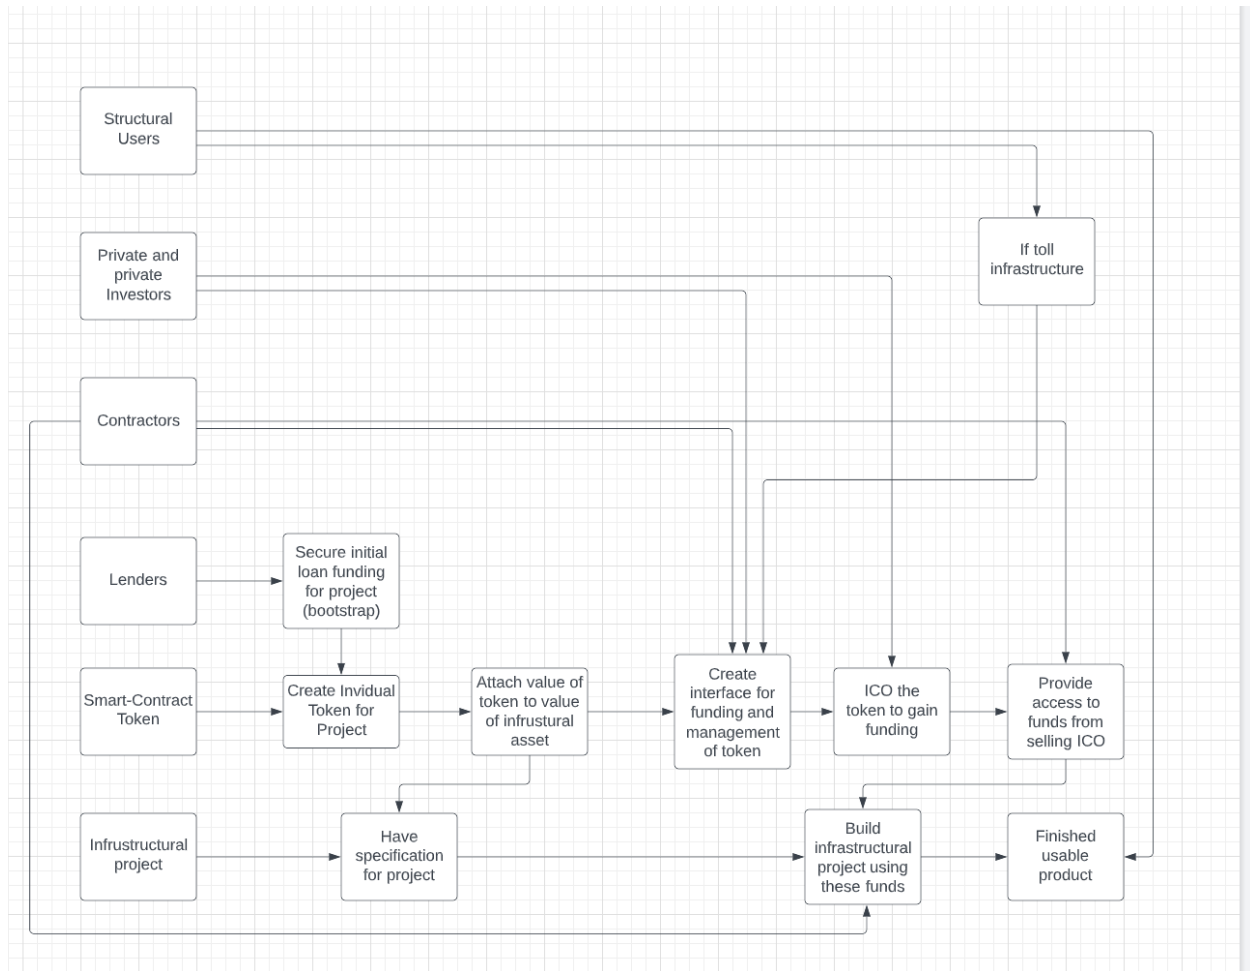 Structural
Users
If toll
infrastructure
Private and
private
Investors
Contractors
Lenders
Secure initial
loan funding
for project
(bootstrap)
Smart-Contract
Token
Create Invidual
Token for
Project
Attach value of
token to value
of infrustural
asset
Create
interface for
funding and
management
of token
ICO the
token to gain
funding
Provide
access to
funds from
selling ICO
Infrustructural
project
Have
specification
for project
Build
infrastructural
project using
these funds
Finished
usable
product